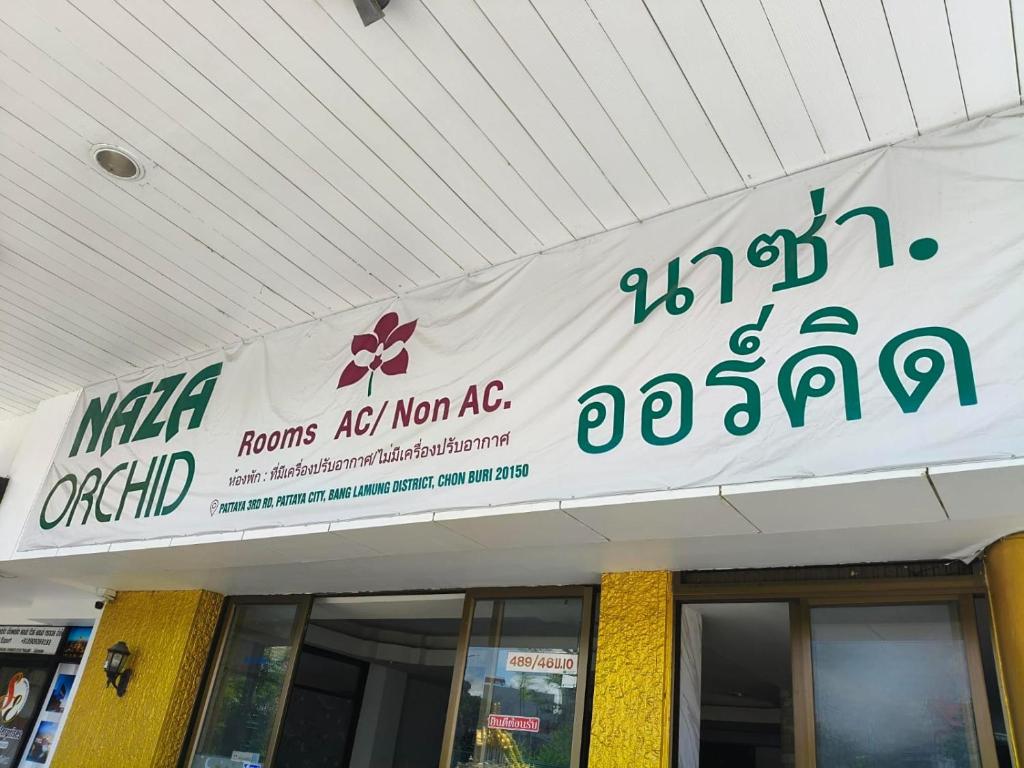 NAZA
ORCHID
Rooms AC/ Non AC.
ห้องพัก : ที่มีเครื่องปรับอากาศ/ไม่มีเครื่องปรับอากาศ
PATTAYA 3RD RD, PATTAYA CITY, BANG LAMUNG DISTRICT, CHON BURI 20150
นาซ่า.
ออร์คิด
489/46ม.10
ยินดีต้อนรับ